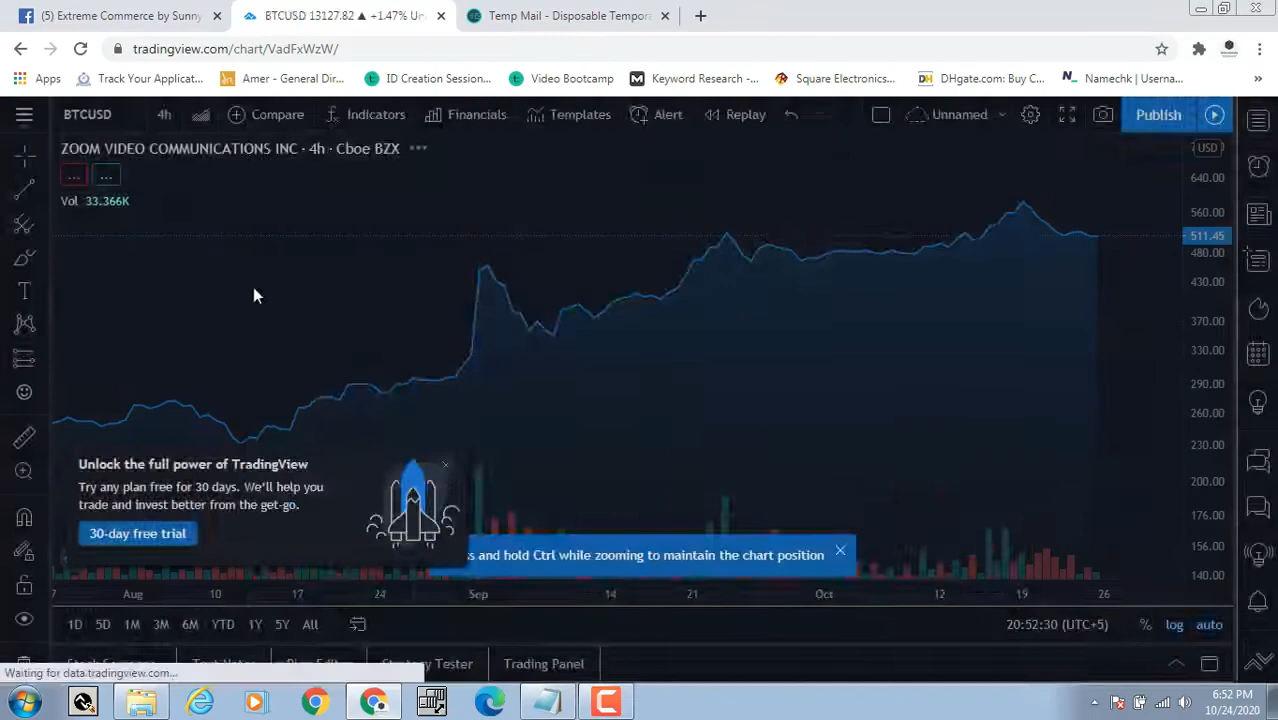 (5) Extreme Commerce by Sunny
BTCUSD 13127.82 ▲ +1.47% Un
Temp Mail - Disposable Tempora
tradingview.com/chart/VadFxWzW/
Apps
Track Your Applicat...
Amer - General Dir...
ID Creation Session...
Video Bootcamp
Keyword Research -...
Square Electronics...
DHgate.com: Buy C...
Namechk | Userna...
»
BTCUSD
4h
Compare
Indicators
Financials
Templates
Alert
Replay
Unnamed
Publish
ZOOM VIDEO COMMUNICATIONS INC · 4h · Cboe BZX
USD
Vol 33.366K
640.00
560.00
511.45
480.00
430.00
370.00
330.00
290.00
260.00
230.00
200.00
176.00
156.00
140.00
Unlock the full power of TradingView
Try any plan free for 30 days. We'll help you
trade and invest better from the get-go.
30-day free trial
s and hold Ctrl while zooming to maintain the chart position
7 Aug 10 17 24 Sep 14 21 Oct 12 19 26
1D 5D 1M 3M 6M YTD 1Y 5Y All
20:52:30 (UTC+5)
% log auto
Tester
Trading Panel
Waiting for data.tradingview.com...
6:52 PM
10/24/2020